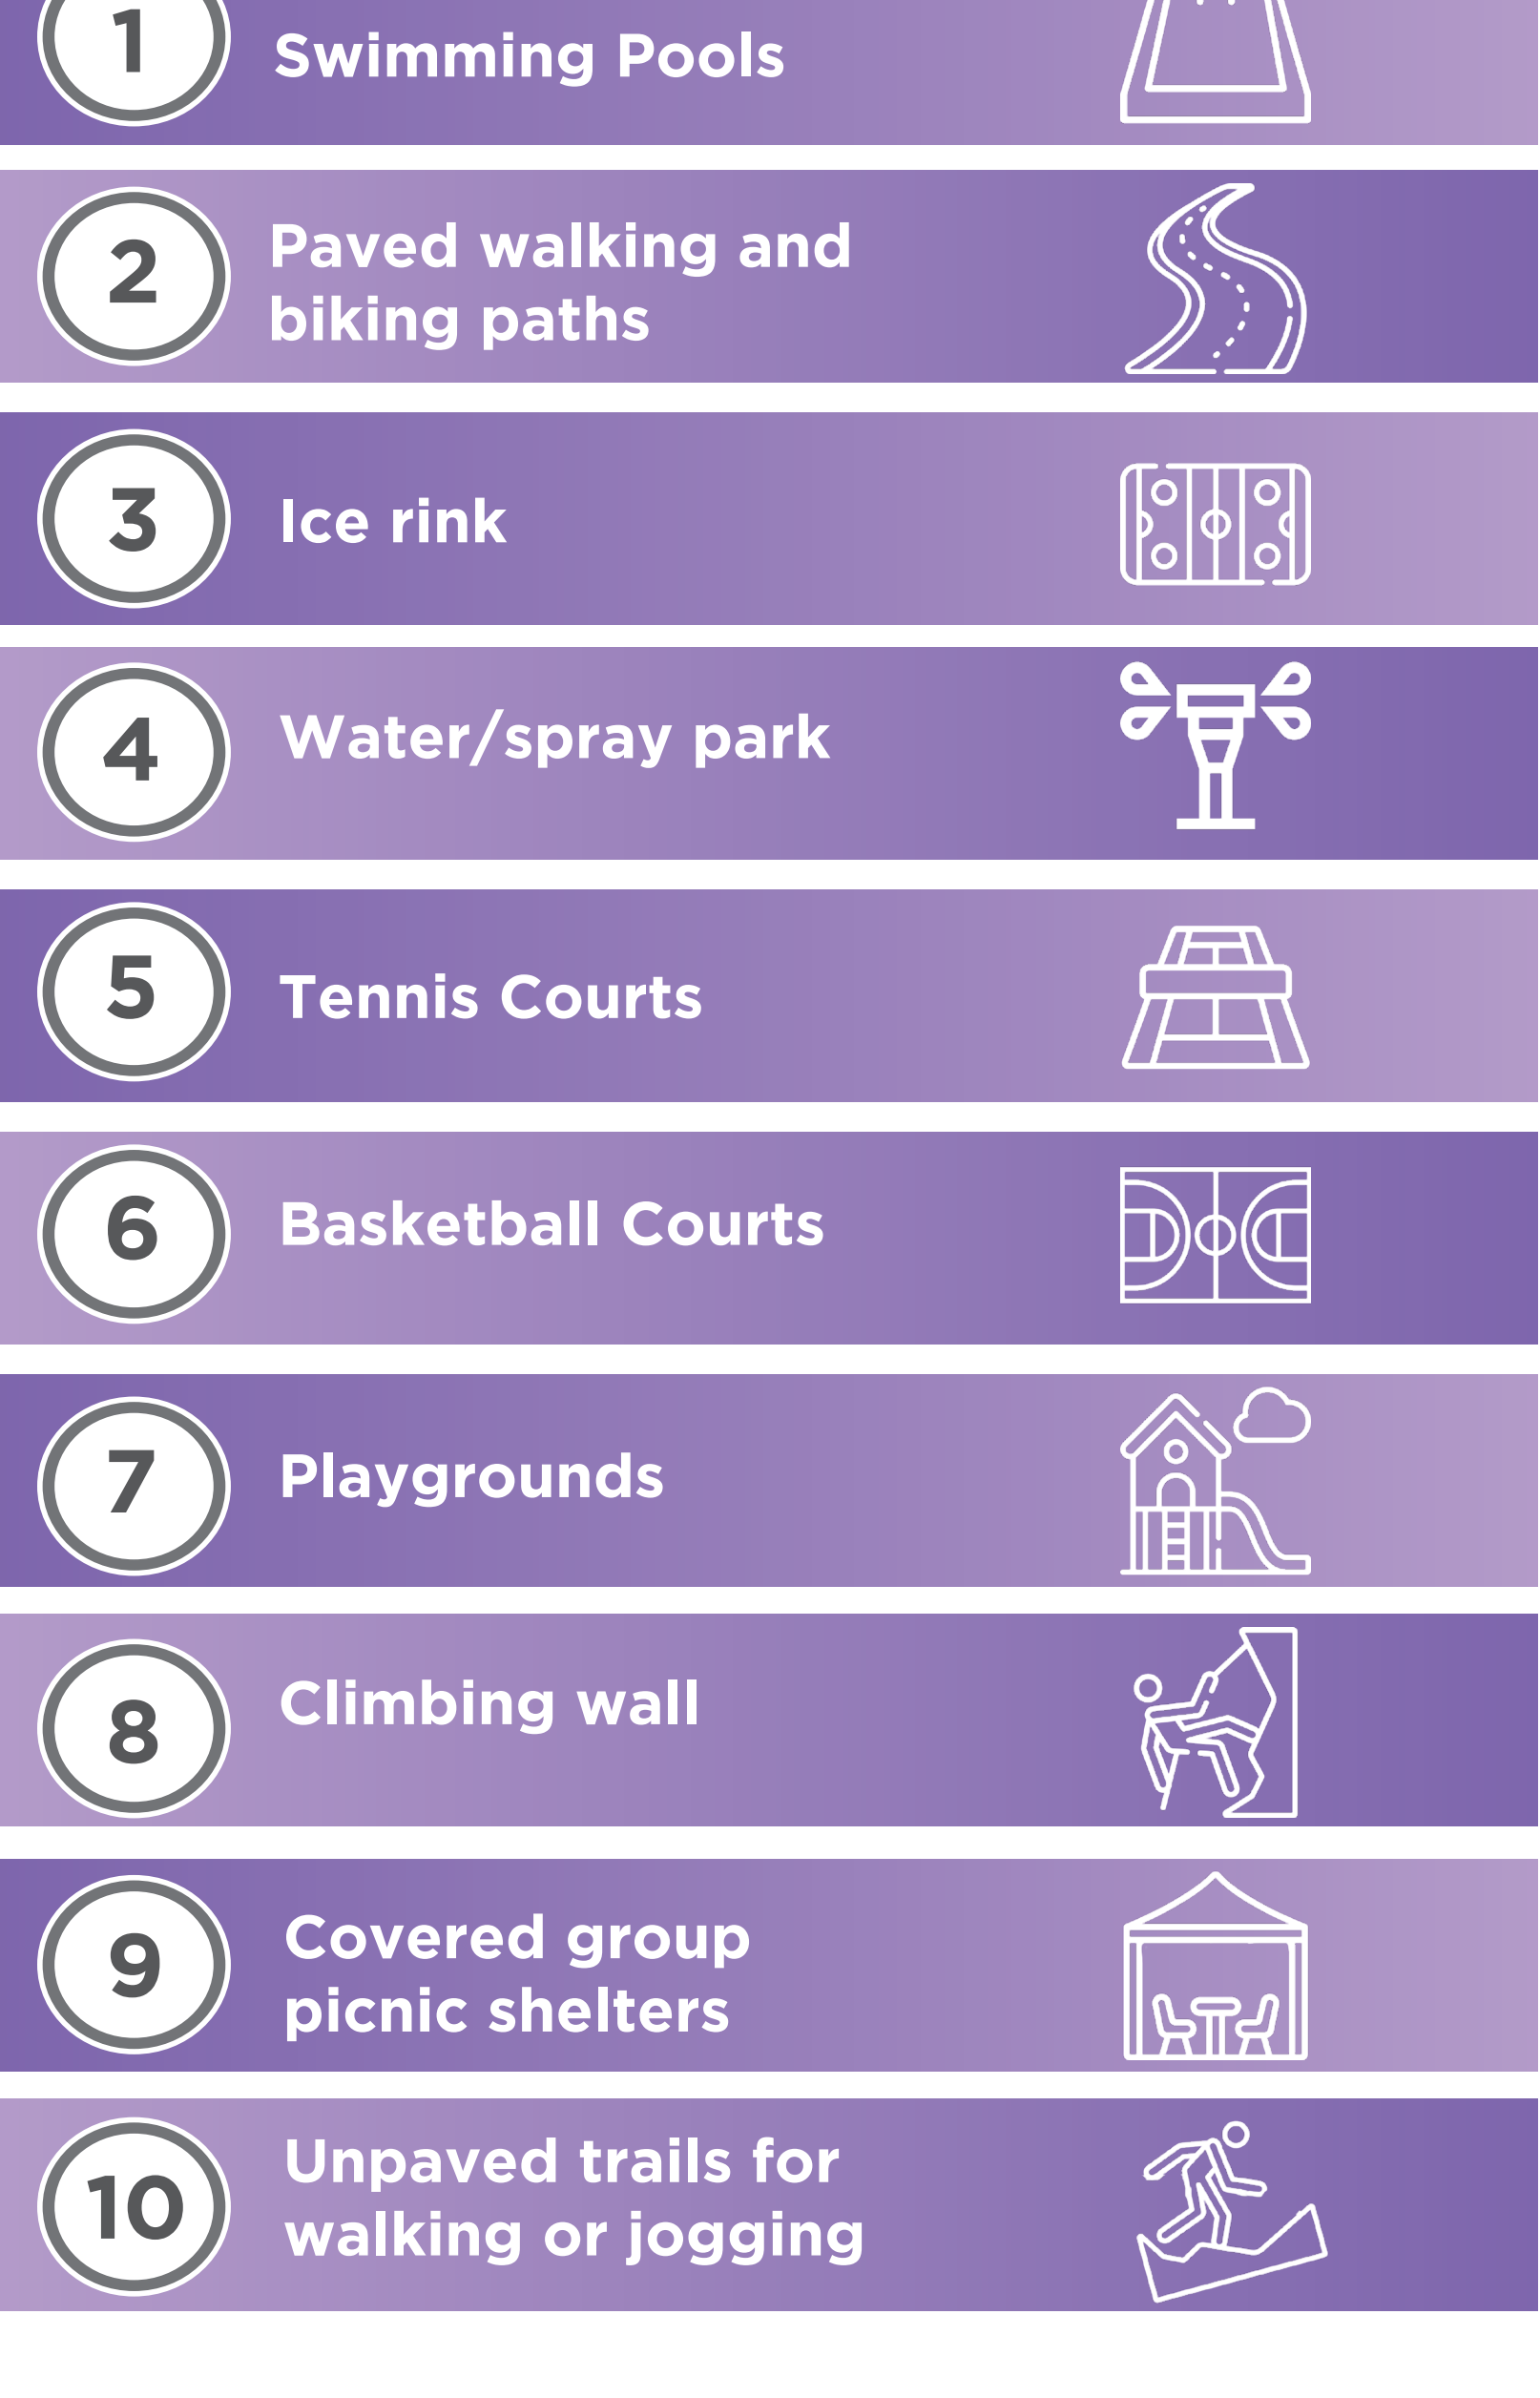 1
Swimming Pools
2
Paved walking and
biking paths
3
Ice rink
4
Water/spray park
5
Tennis Courts
6
Basketball Courts
7
Playgrounds
8
Climbing wall
9
Covered group
picnic shelters
10
Unpaved trails for
walking or jogging